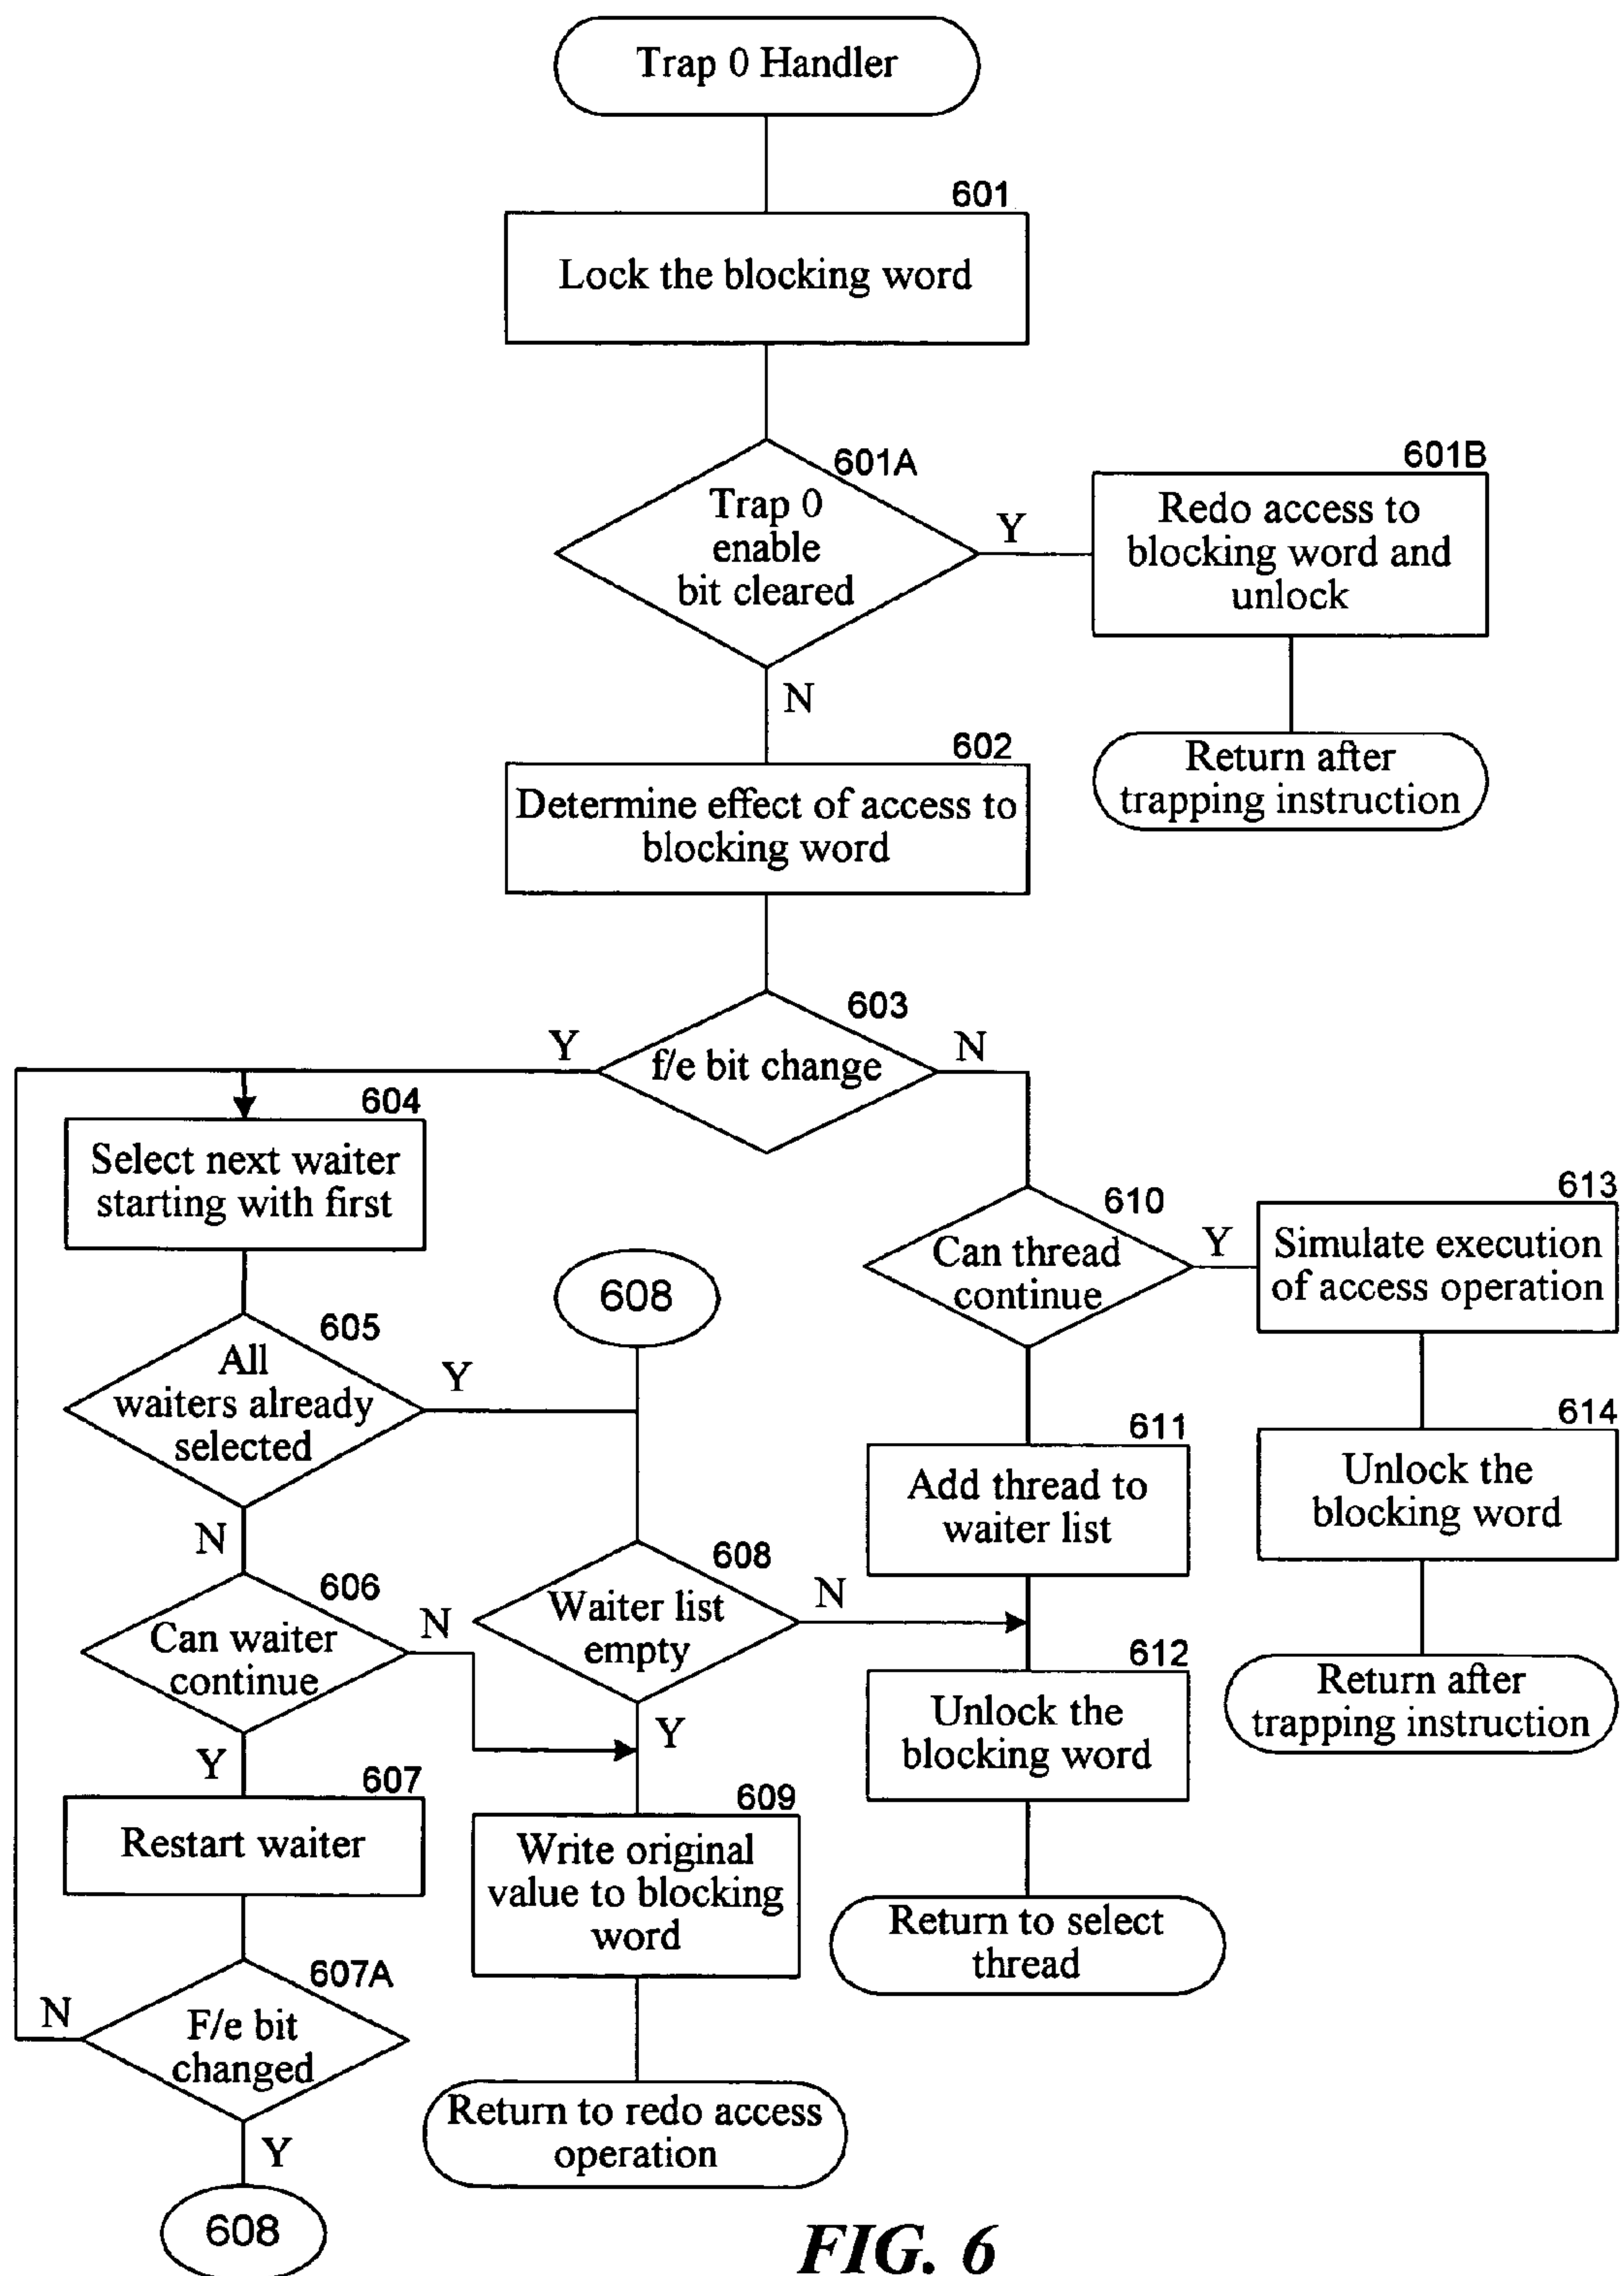 Trap 0 Handler
601
Lock the blocking word
601A
Trap 0
enable
bit cleared
Y
N
601B
Redo access to
blocking word and
unlock
Return after
trapping instruction
602
Determine effect of access to
blocking word
603
f/e bit change
Y
N
604
Select next waiter
starting with first
605
All
waiters already
selected
Y
N
606
Can waiter
continue
N
Y
607
Restart waiter
607A
F/e bit
changed
N
Y
608
608
608
Waiter list
empty
N
Y
609
Write original
value to blocking
word
Return to redo access
operation
610
Can thread
continue
Y
611
Add thread to
waiter list
612
Unlock the
blocking word
Return to select
thread
613
Simulate execution
of access operation
614
Unlock the
blocking word
Return after
trapping instruction
FIG. 6